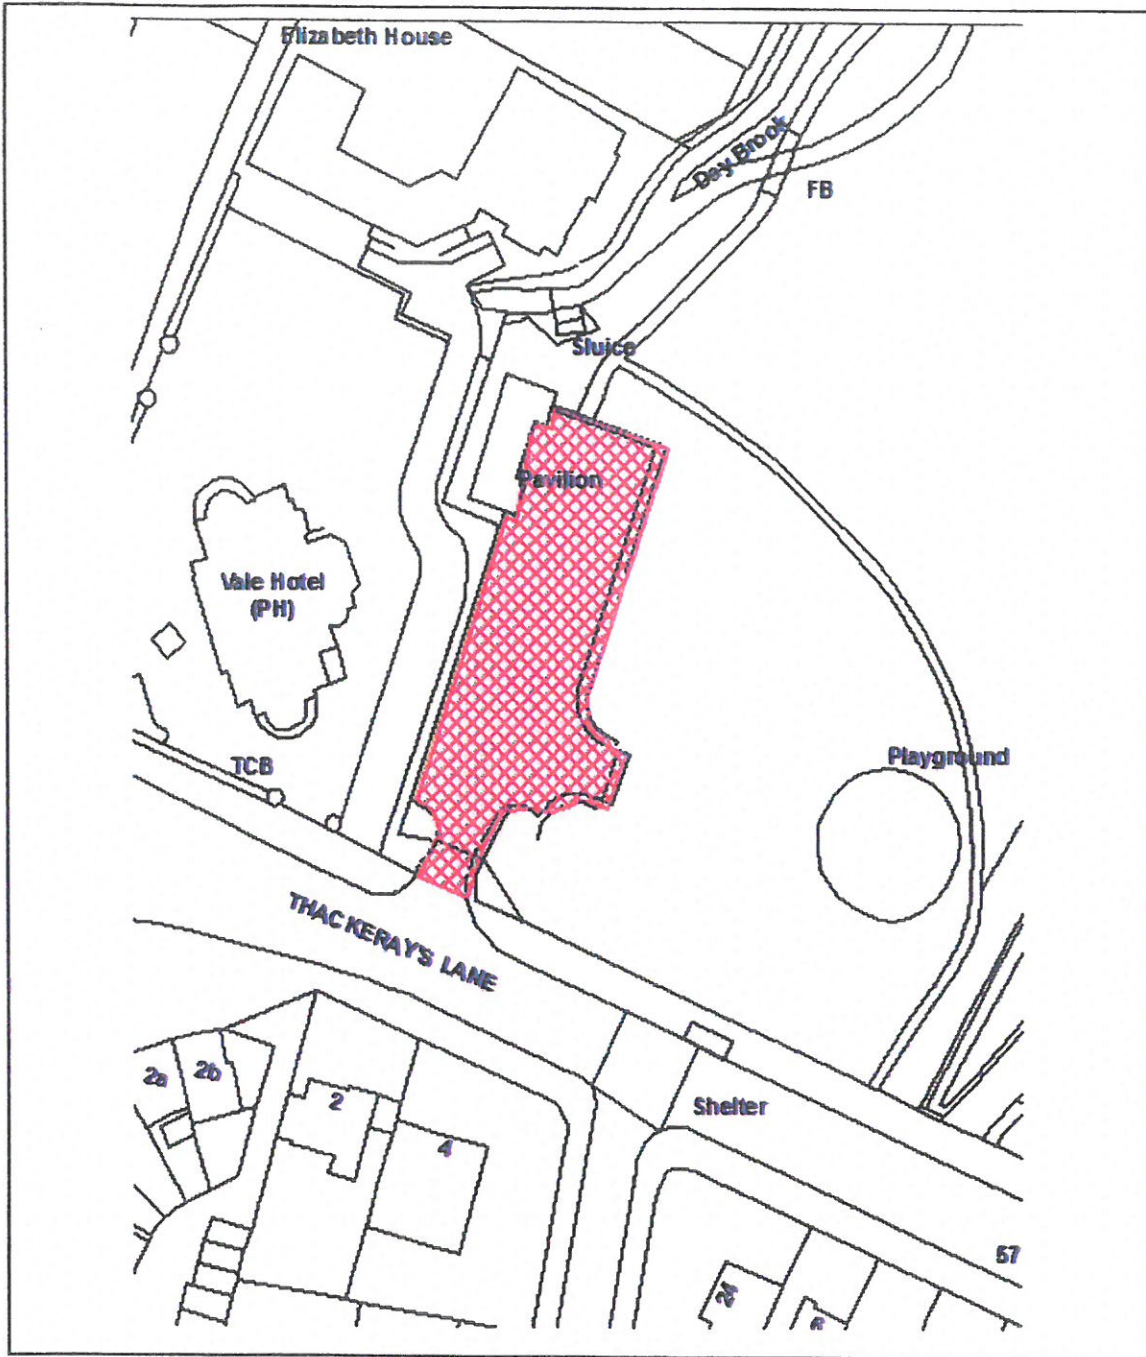 Elizabeth House
Day Brook
FB
Sluice
Pavilion
Vale Hotel
(PH)
TCB
Playground
THACKERAY'S LANE
2a
2b
2
4
Shelter
57
24